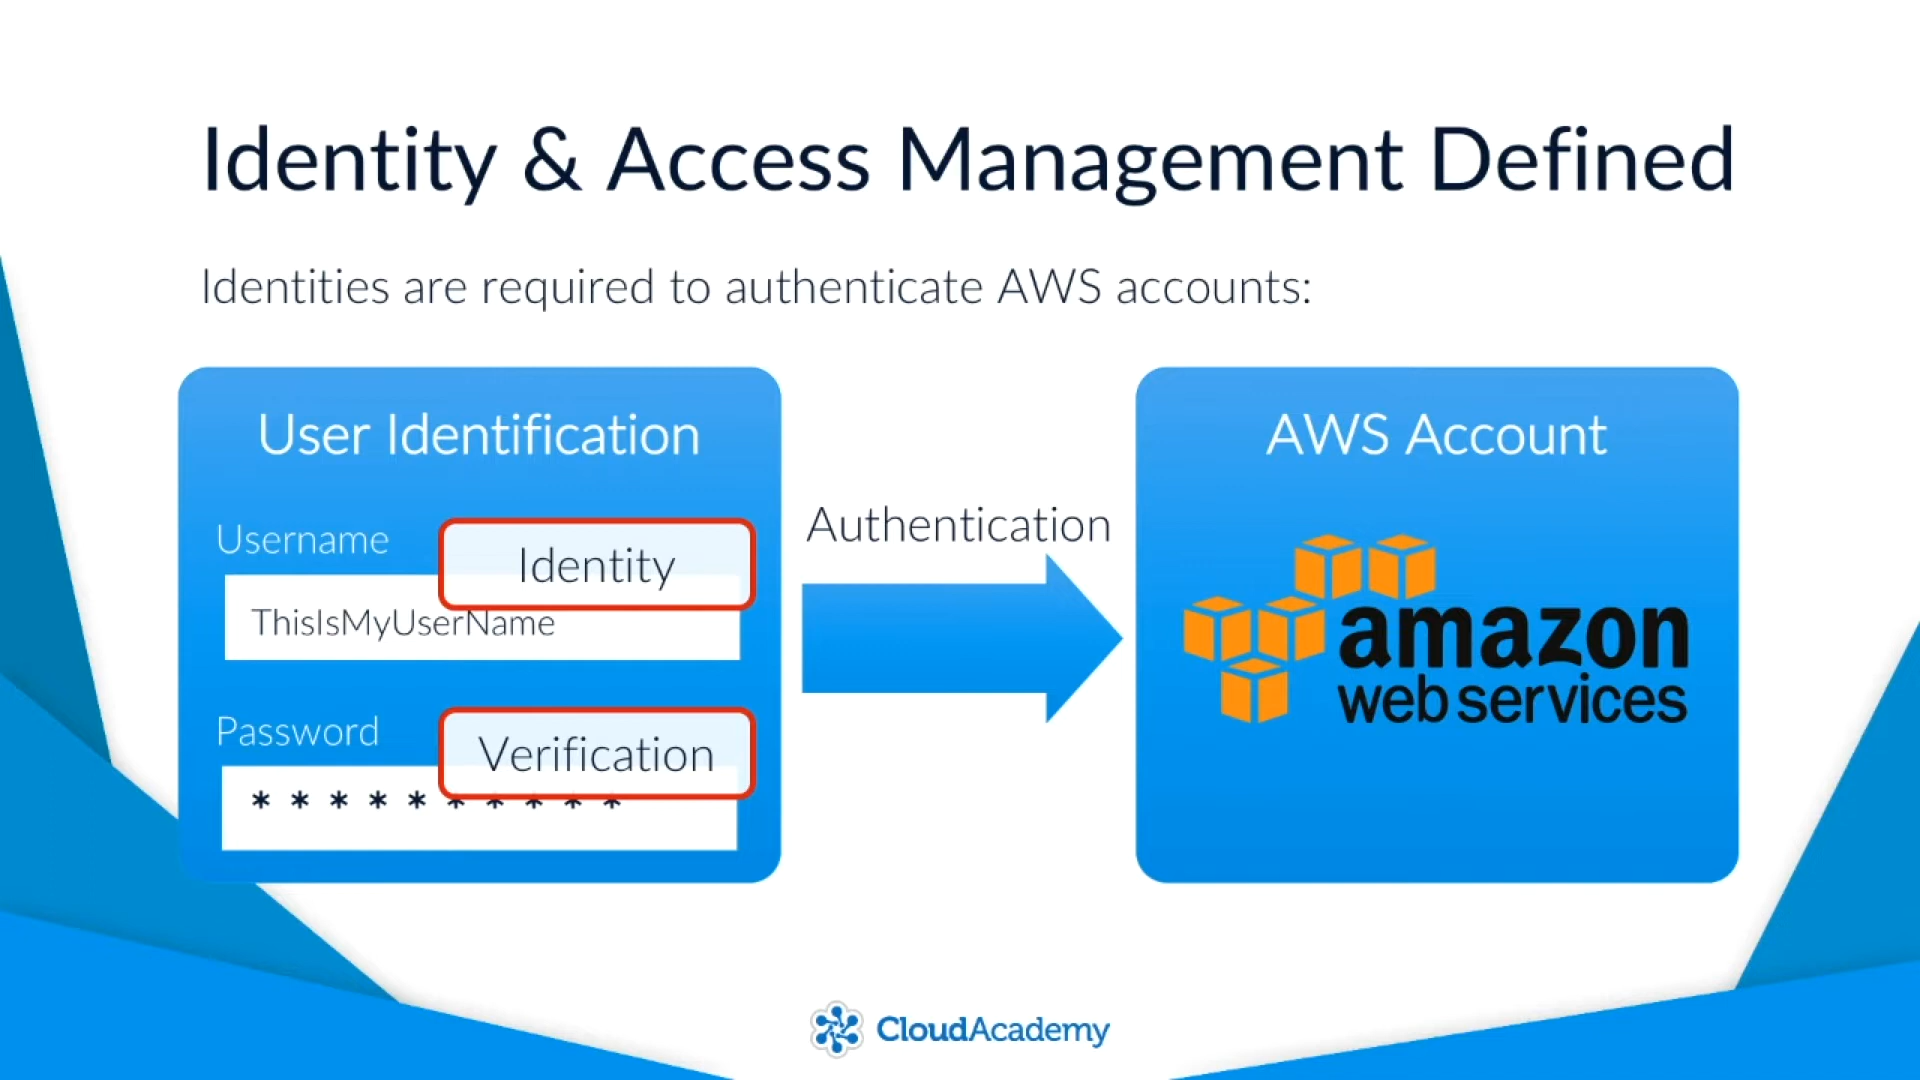 Identity & Access Management Defined
Identities are required to authenticate AWS accounts:
User Identification
Username
Identity
ThisIsMyUserName
Password
Verification
* * * * * * * * * *
Authentication
AWS Account
amazon
web services
CloudAcademy